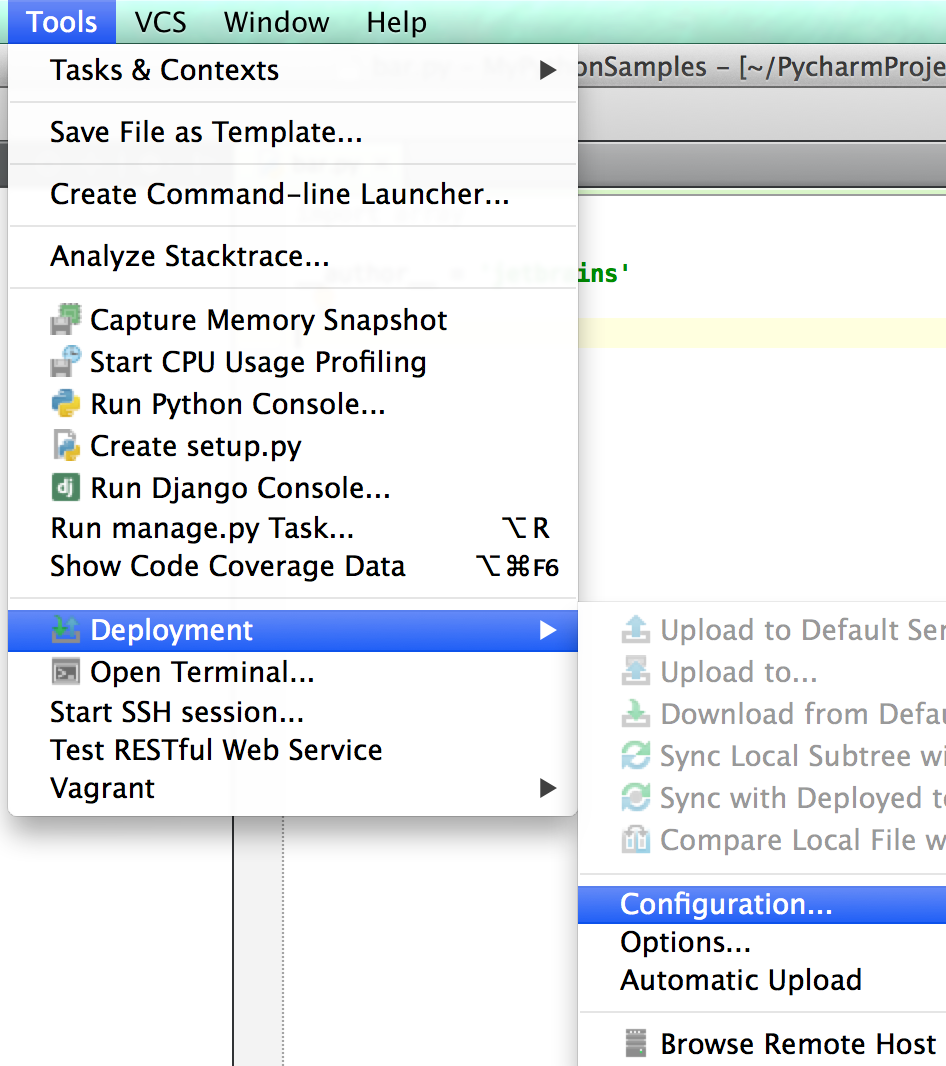 Tools VCS Window Help
onSamples – [~/PycharmProje
Tasks & Contexts
Save File as Template...
Create Command-line Launcher...
Analyze Stacktrace...
author = 'jetbrains'
Capture Memory Snapshot
Start CPU Usage Profiling
Run Python Console...
Create setup.py
dj Run Django Console...
Run manage.py Task... ⌥R
Show Code Coverage Data ⌥⌘F6
Deployment
Open Terminal...
Start SSH session...
Test RESTful Web Service
Vagrant
Upload to Default Ser
Upload to...
Download from Defau
Sync Local Subtree wi
Sync with Deployed to
Compare Local File w
Configuration...
Options...
Automatic Upload
Browse Remote Host